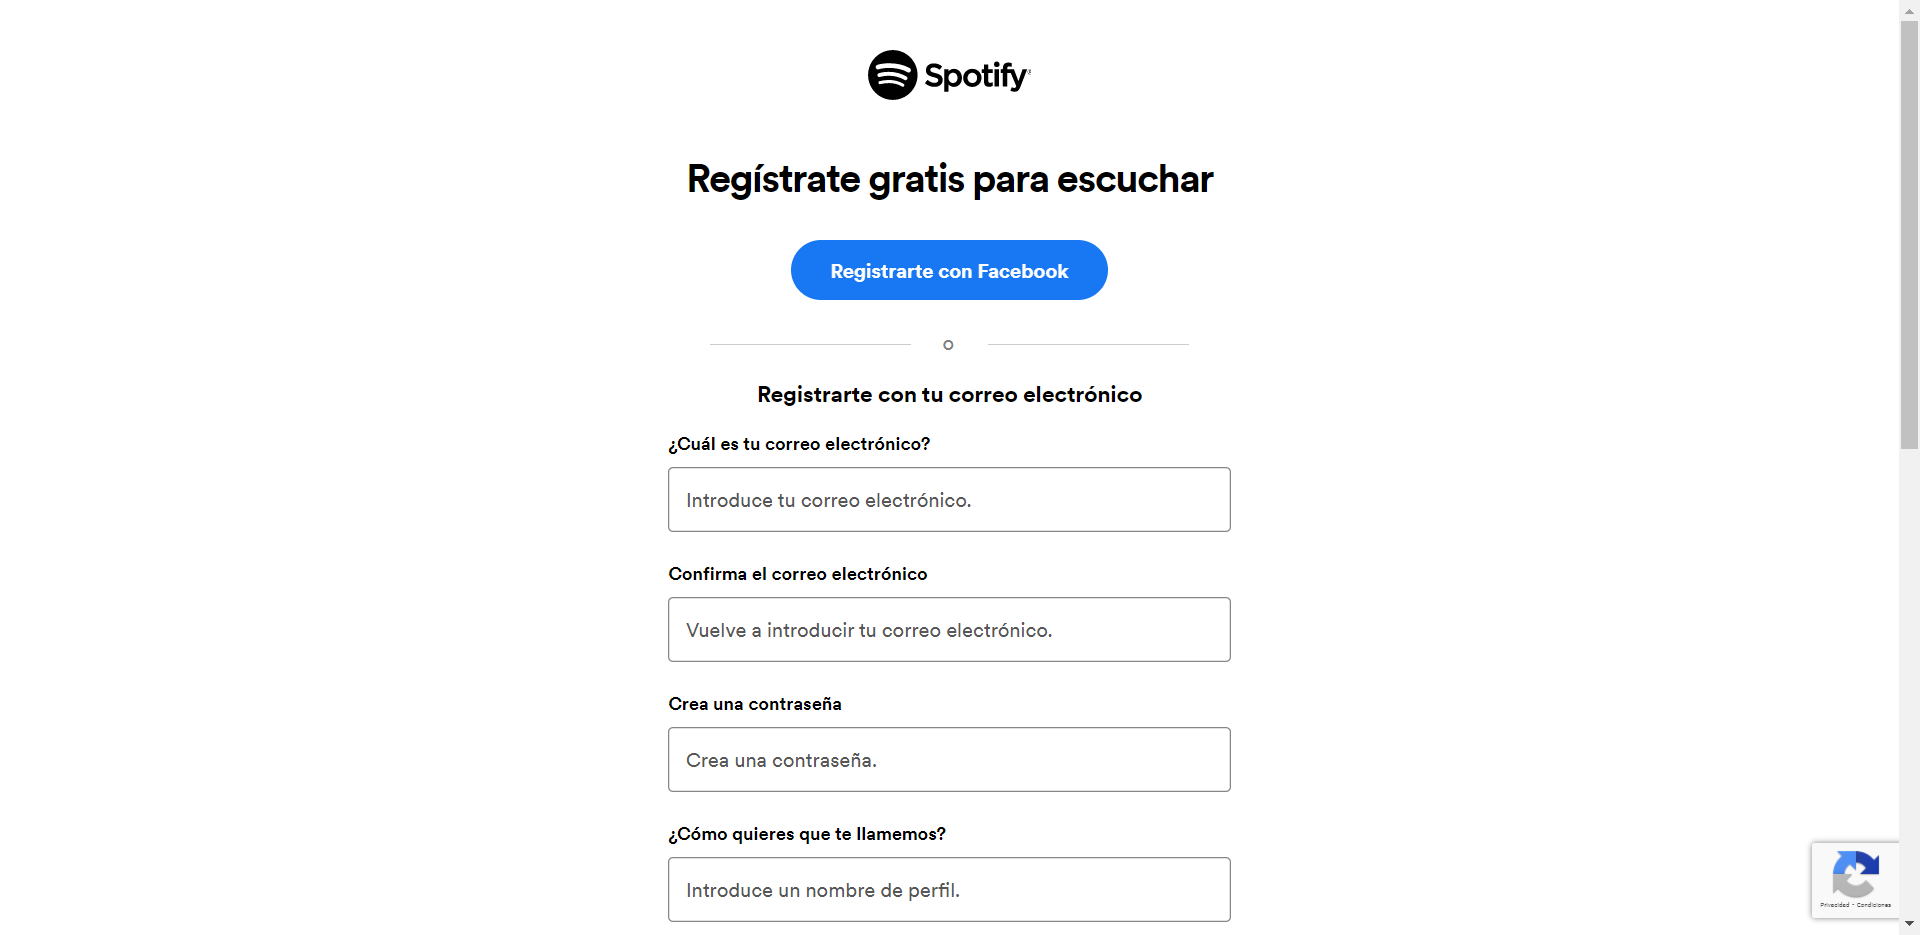 Spotify
Regístrate gratis para escuchar
Registrarte con Facebook
o
Registrarte con tu correo electrónico
¿Cuál es tu correo electrónico?
Introduce tu correo electrónico.
Confirma el correo electrónico
Vuelve a introducir tu correo electrónico.
Crea una contraseña
Crea una contraseña.
¿Cómo quieres que te llamemos?
Introduce un nombre de perfil.
Privacidad - Condiciones